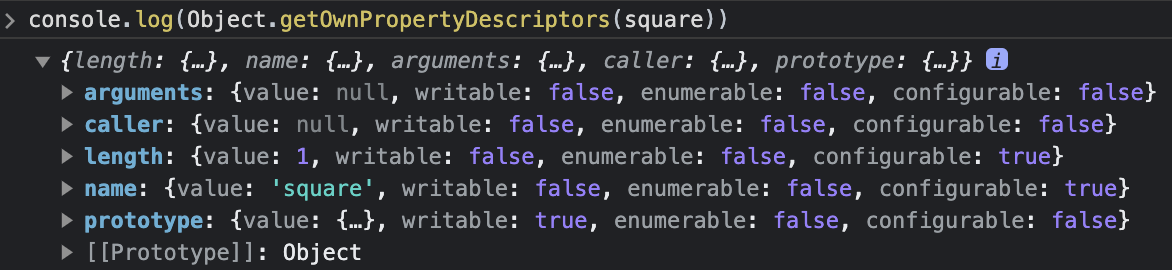 > console.log(Object.getOwnPropertyDescriptors(square))
▼ {length: {…}, name: {…}, arguments: {…}, caller: {…}, prototype: {…}} i
▶ arguments: {value: null, writable: false, enumerable: false, configurable: false}
▶ caller: {value: null, writable: false, enumerable: false, configurable: false}
▶ length: {value: 1, writable: false, enumerable: false, configurable: true}
▶ name: {value: 'square', writable: false, enumerable: false, configurable: true}
▶ prototype: {value: {…}, writable: true, enumerable: false, configurable: false}
▶ [[Prototype]]: Object